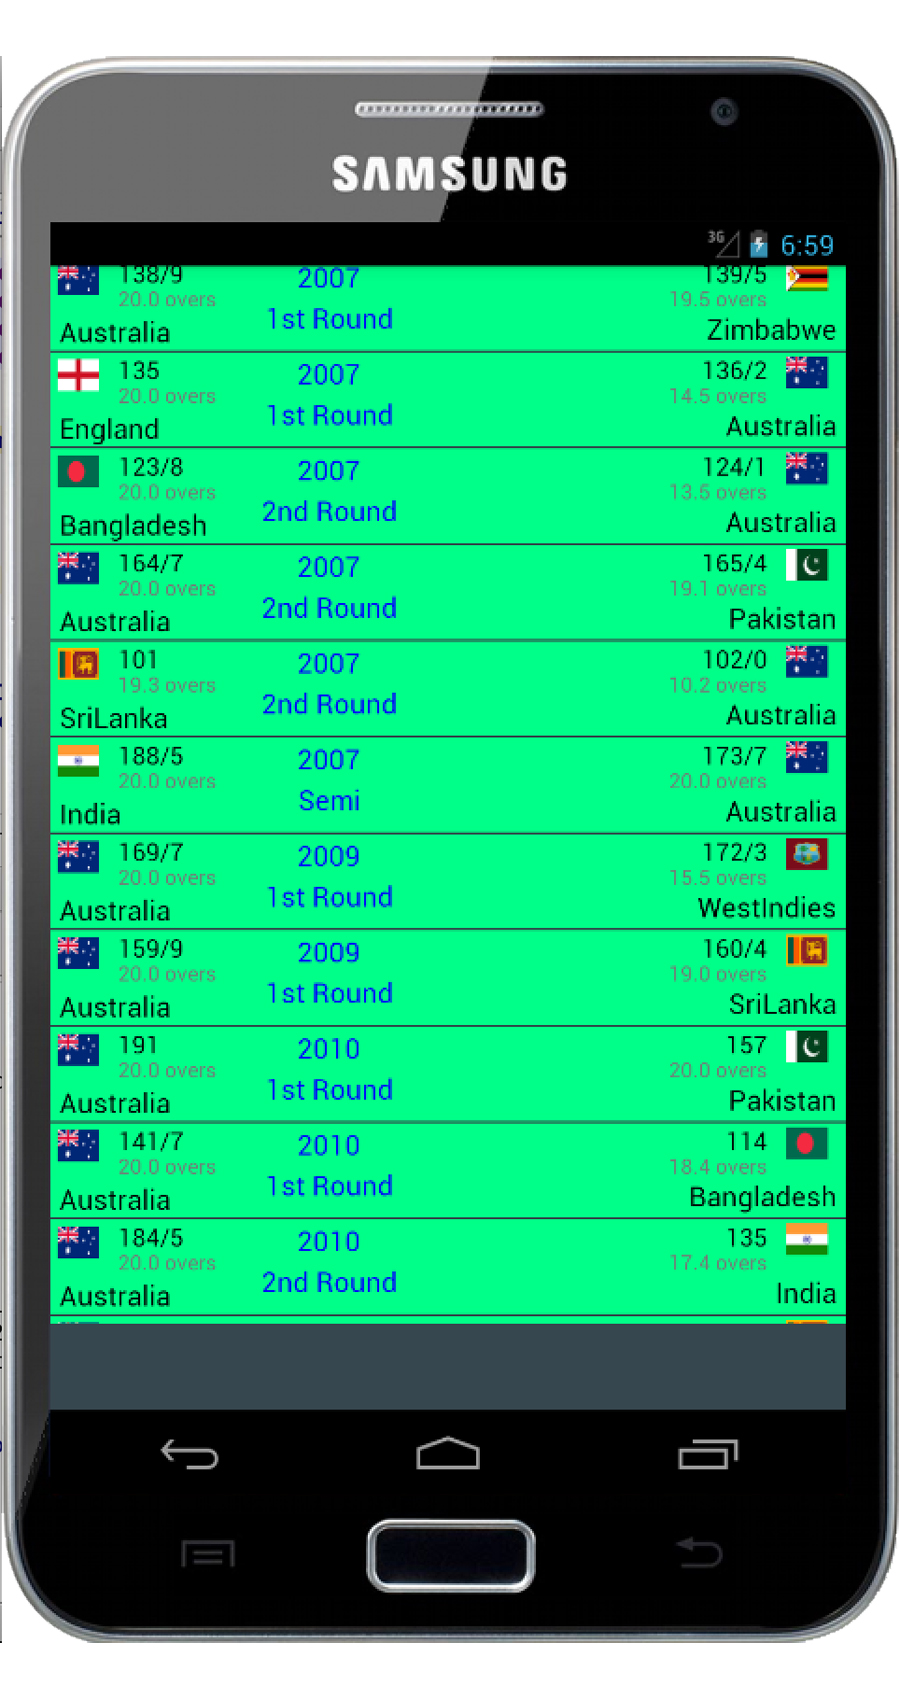 SAMSUNG
3G 6:59
138/9 2007 139/5
20.0 overs 19.5 overs
1st Round
Australia Zimbabwe
135 2007 136/2
20.0 overs 14.5 overs
1st Round
England Australia
123/8 2007 124/1
20.0 overs 13.5 overs
2nd Round
Bangladesh Australia
164/7 2007 165/4
20.0 overs 19.1 overs
2nd Round
Australia Pakistan
101 2007 102/0
19.3 overs 10.2 overs
2nd Round
SriLanka Australia
188/5 2007 173/7
20.0 overs 20.0 overs
Semi
India Australia
169/7 2009 172/3
20.0 overs 15.5 overs
1st Round
Australia WestIndies
159/9 2009 160/4
20.0 overs 19.0 overs
1st Round
Australia SriLanka
191 2010 157
20.0 overs 20.0 overs
1st Round
Australia Pakistan
141/7 2010 114
20.0 overs 18.4 overs
1st Round
Australia Bangladesh
184/5 2010 135
20.0 overs 17.4 overs
2nd Round
Australia India